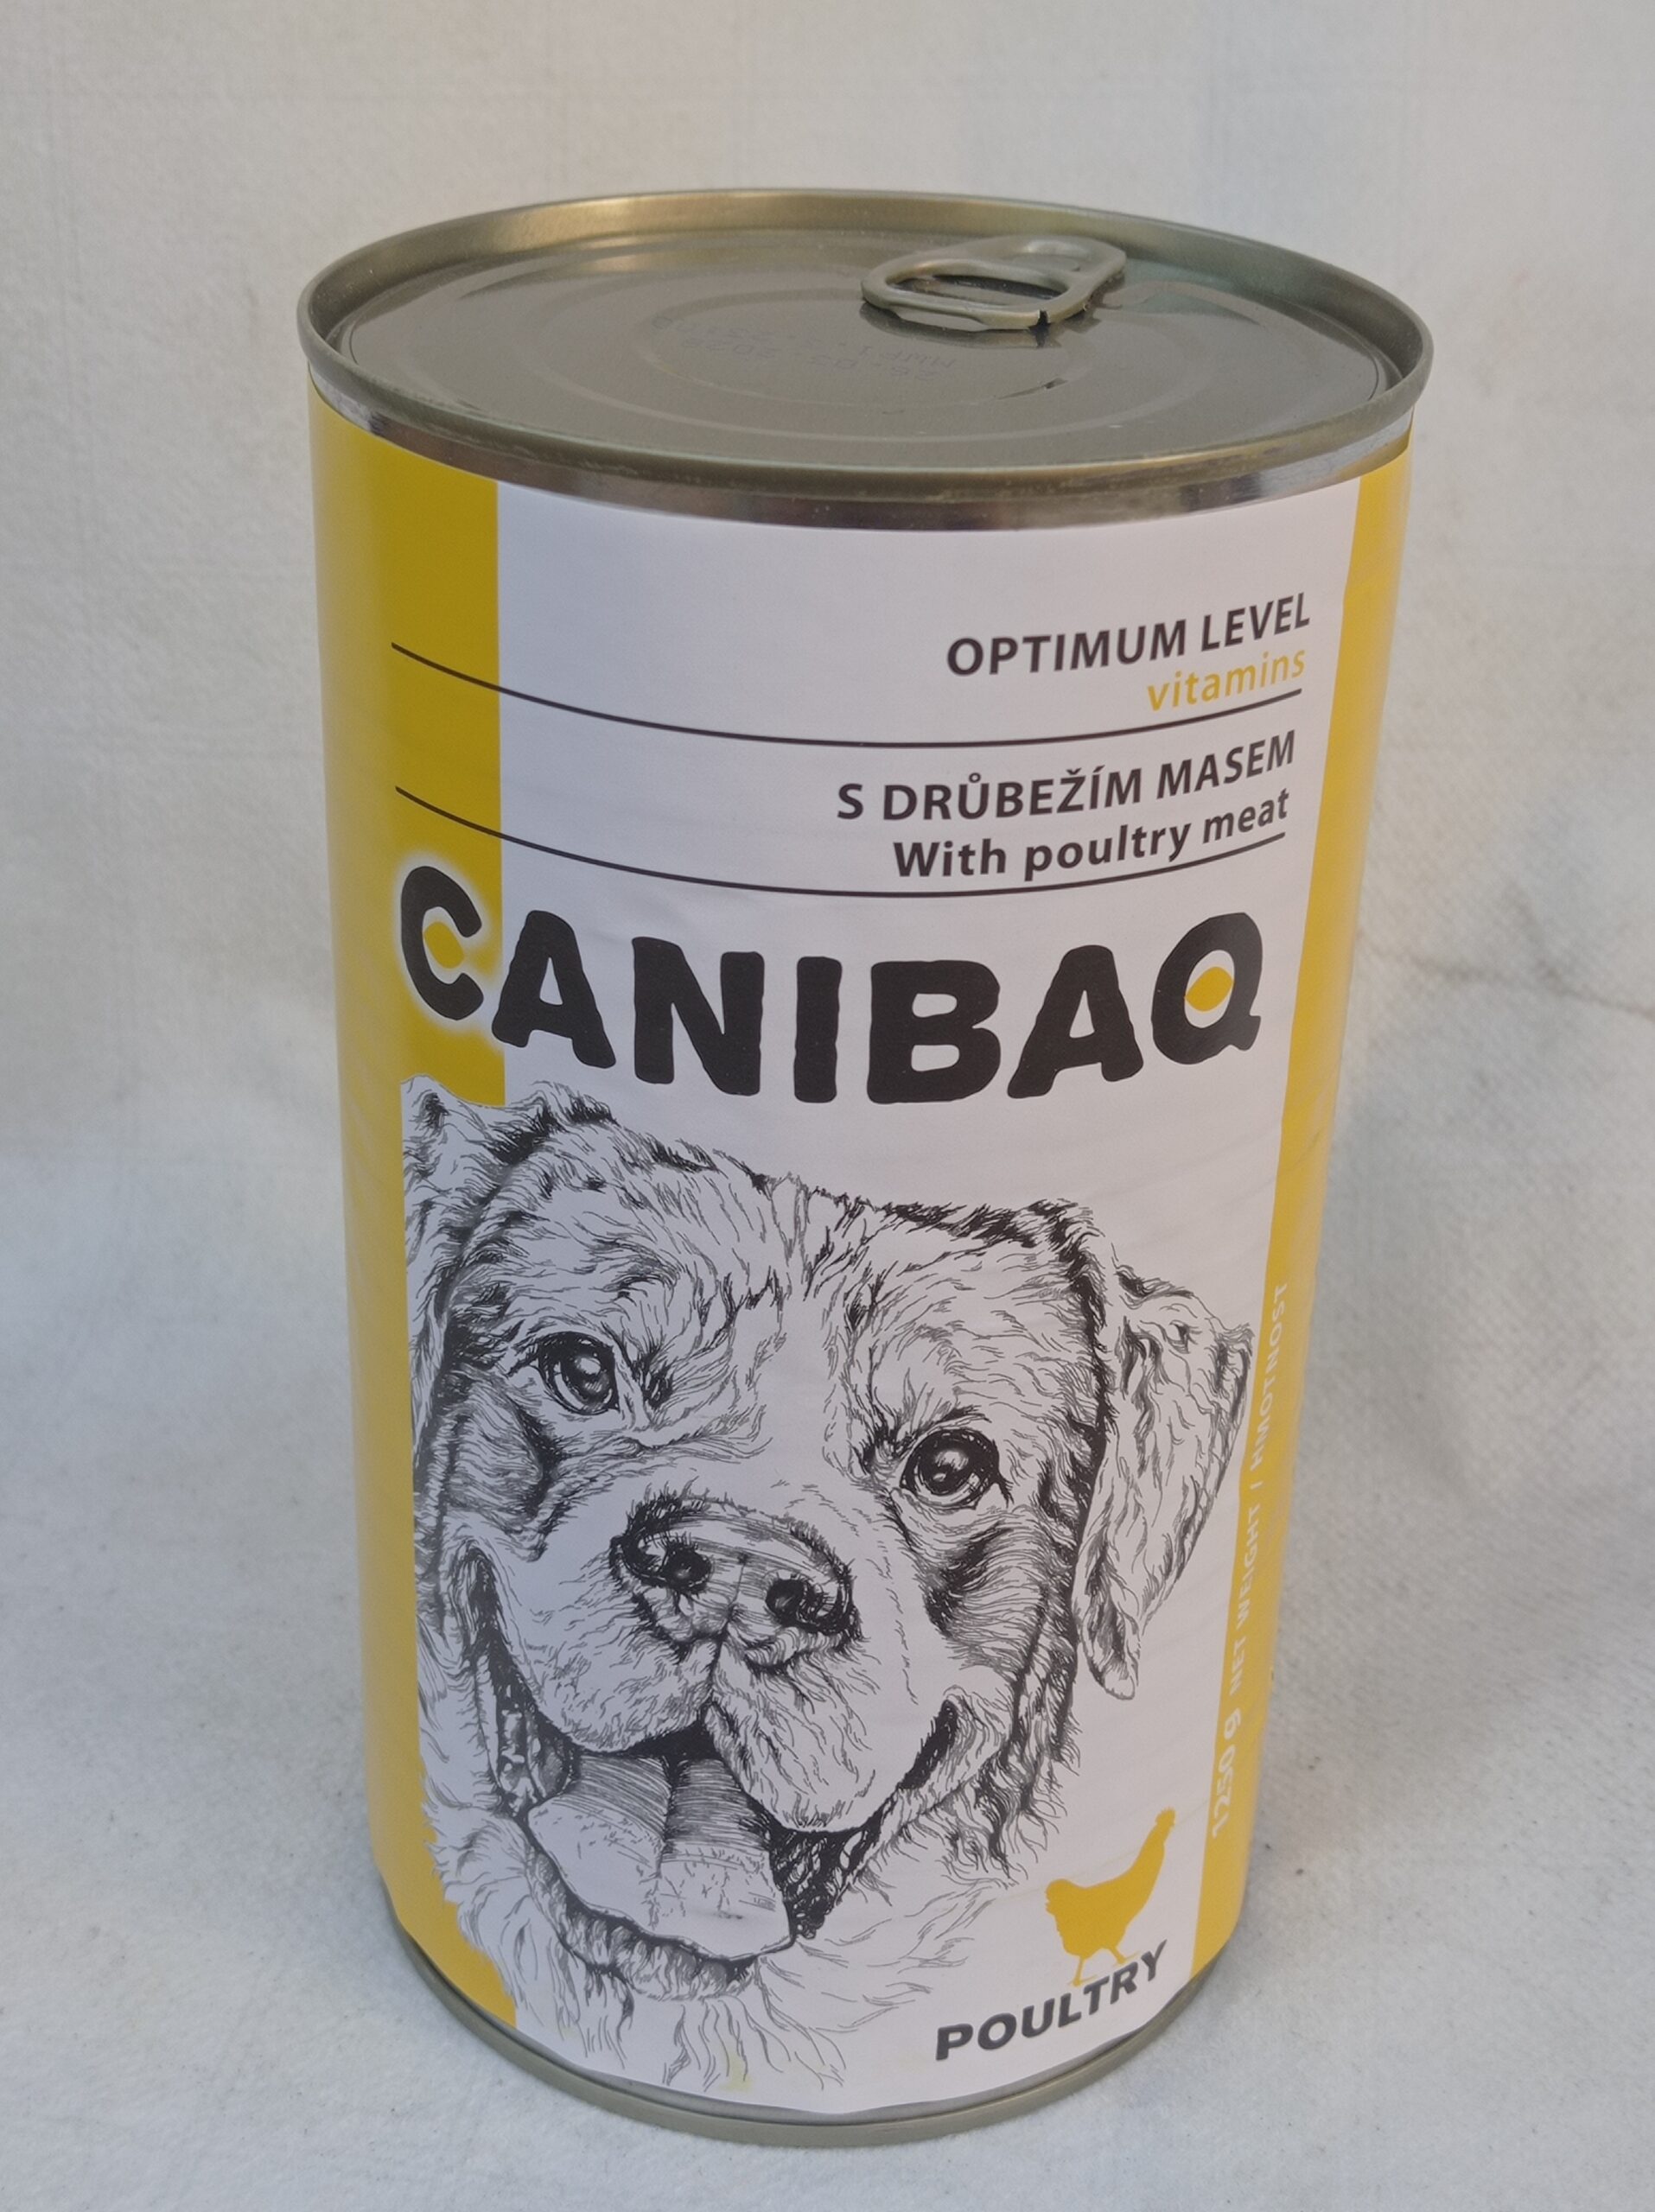 OPTIMUM LEVEL
vitamins
S DRŮBEŽÍM MASEM
With poultry meat
CANIBAQ
1250 g NET WEIGHT / HMOTNOST
POULTRY